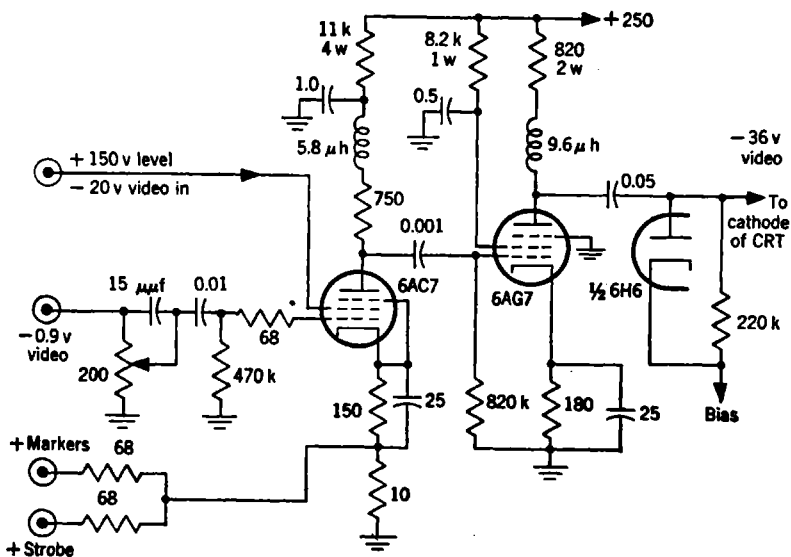 11 k
4 w
8.2 k
1 w
820
2 w
+ 250
1.0
0.5
5.8 μh
9.6 μh
- 36 v
video
+ 150 v level
- 20 v video in
750
0.05
To
cathode
of CRT
0.001
15 μμf
0.01
6AC7
6AG7
½ 6H6
- 0.9 v
video
68
200
470 k
150
25
820 k
180
25
220 k
Bias
+ Markers
68
68
10
+ Strobe